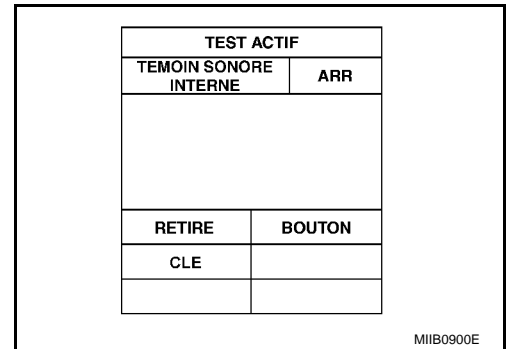 TEST ACTIF
TEMOIN SONORE
INTERNE
ARR
RETIRE
BOUTON
CLE
MIIB0900E